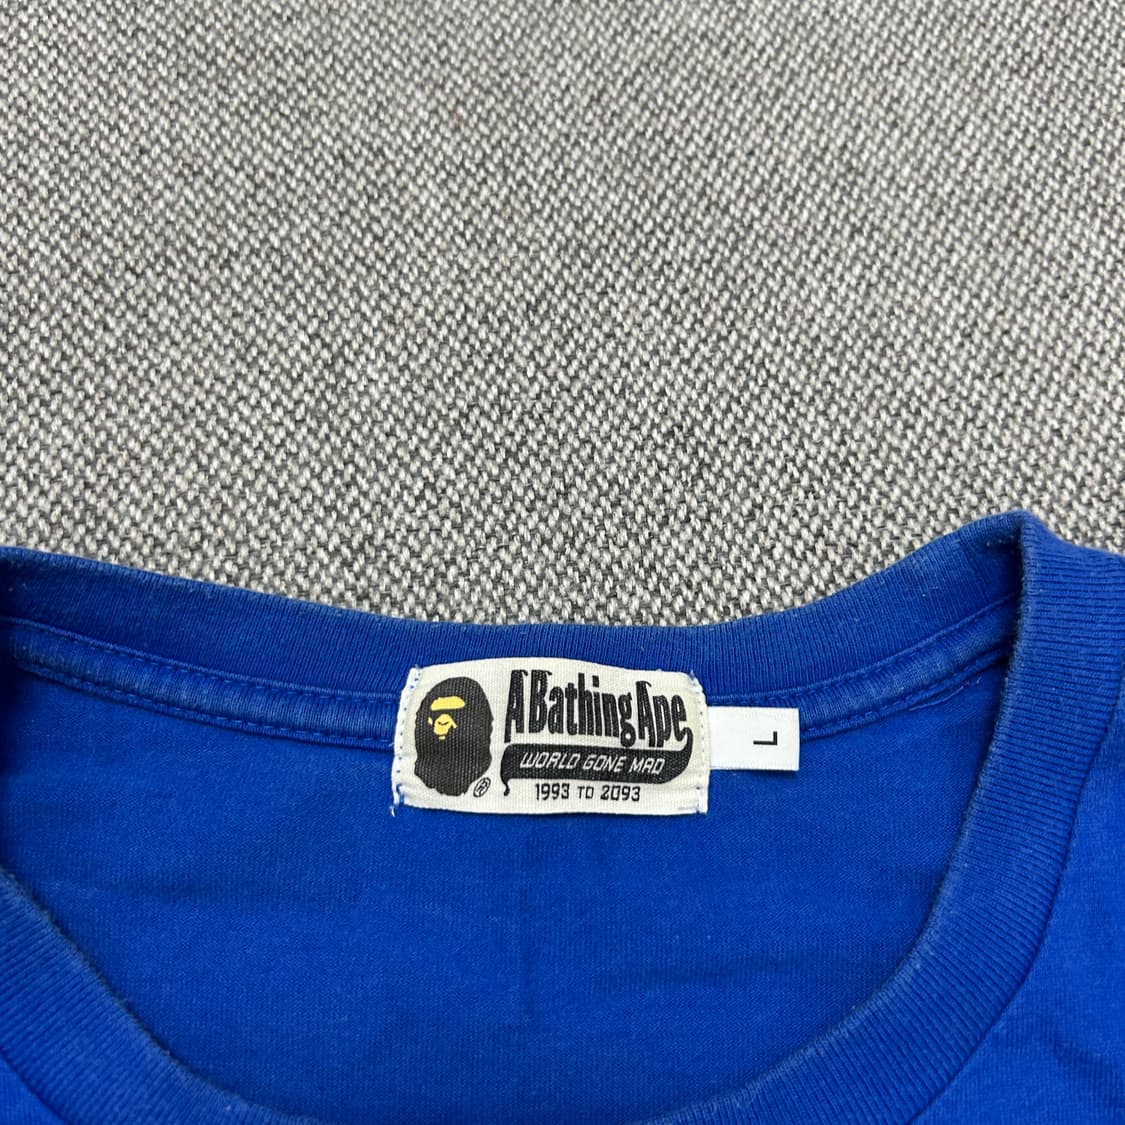 A Bathing Ape
WORLD GONE MAD
1993 TO 2093
®
L